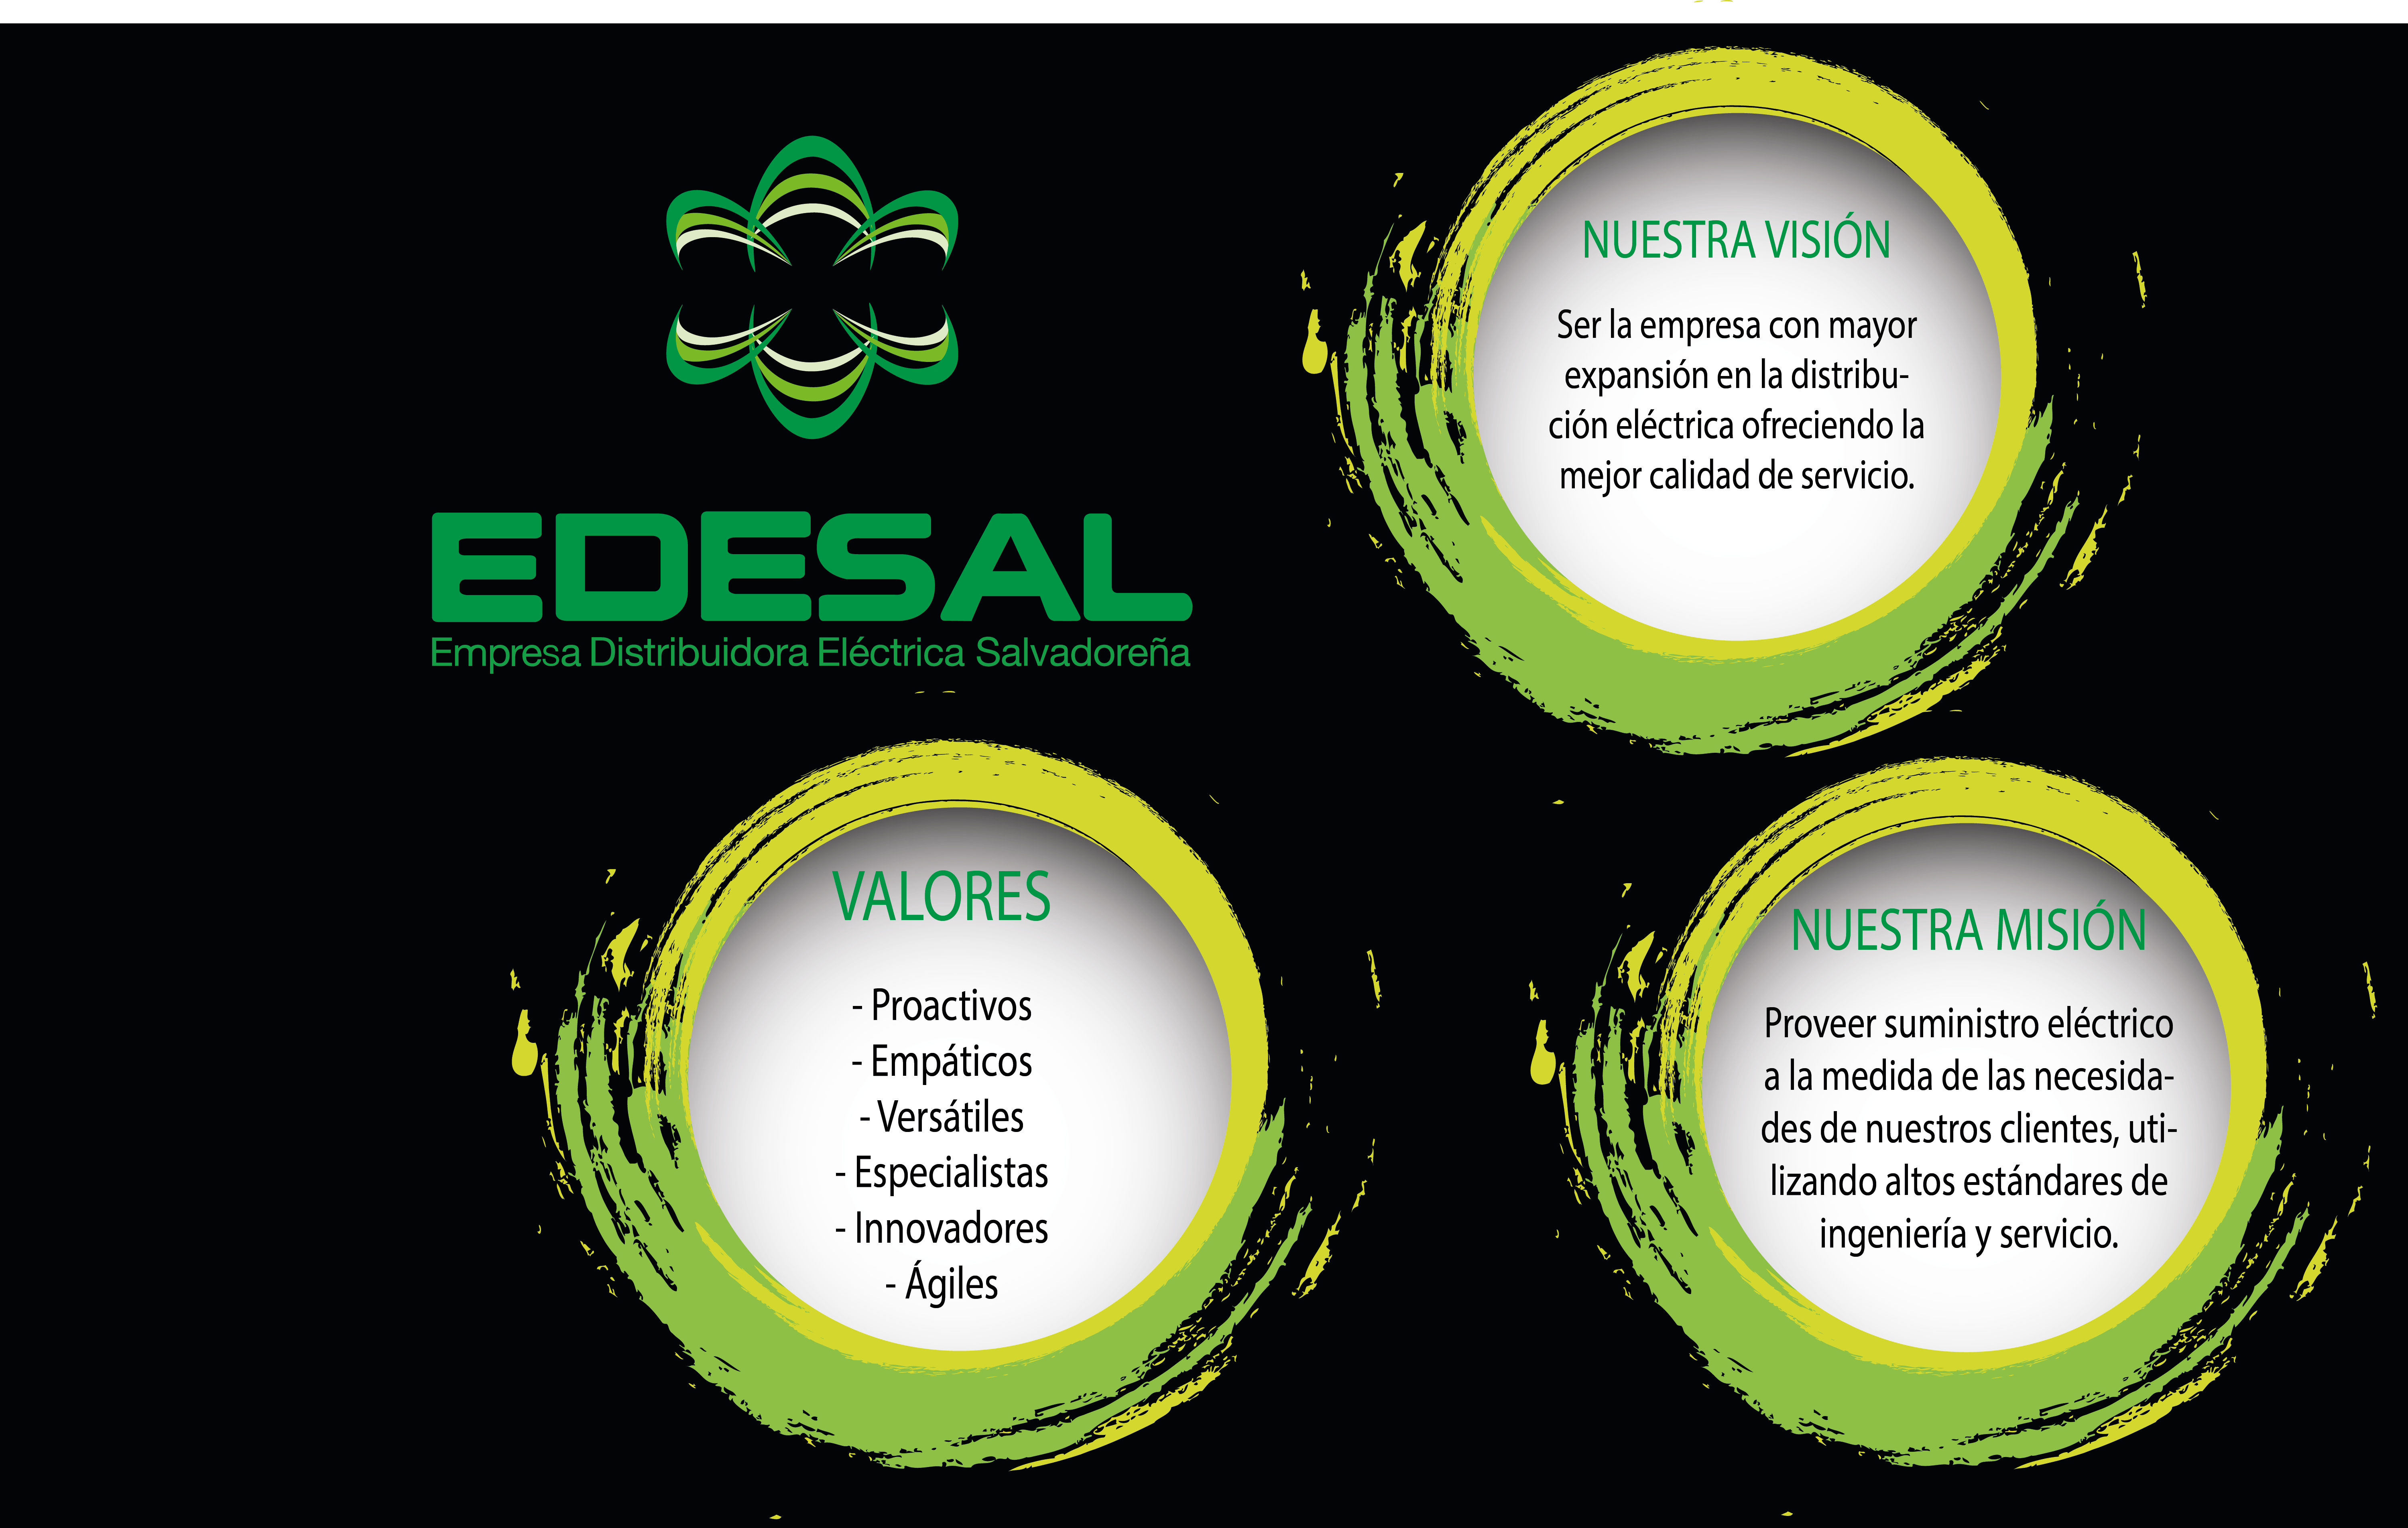 EDESAL
Empresa Distribuidora Eléctrica Salvadoreña
NUESTRA VISIÓN
Ser la empresa con mayor
expansión en la distribu-
ción eléctrica ofreciendo la
mejor calidad de servicio.
VALORES
- Proactivos
- Empáticos
- Versátiles
- Especialistas
- Innovadores
- Ágiles
NUESTRA MISIÓN
Proveer suministro eléctrico
a la medida de las necesida-
des de nuestros clientes, uti-
lizando altos estándares de
ingeniería y servicio.